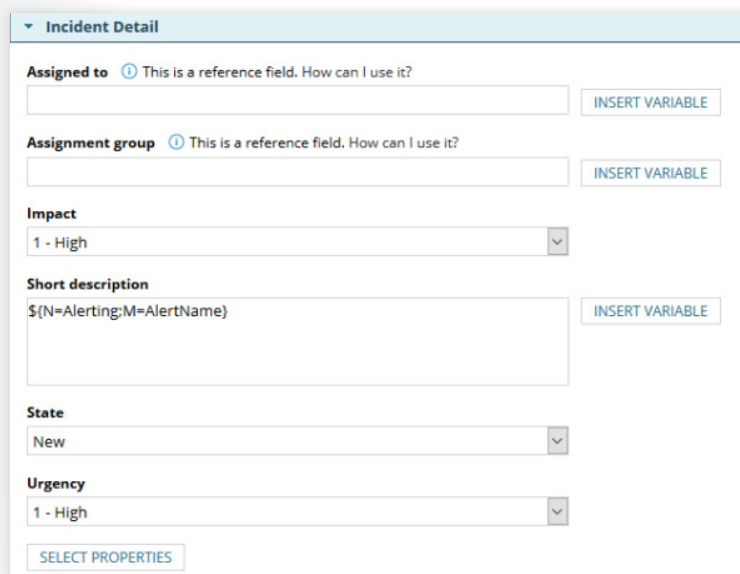 Incident Detail
Assigned to This is a reference field. How can I use it?
INSERT VARIABLE
Assignment group This is a reference field. How can I use it?
INSERT VARIABLE
Impact
1 - High
Short description
${N=Alerting;M=AlertName}
INSERT VARIABLE
State
New
Urgency
1 - High
SELECT PROPERTIES